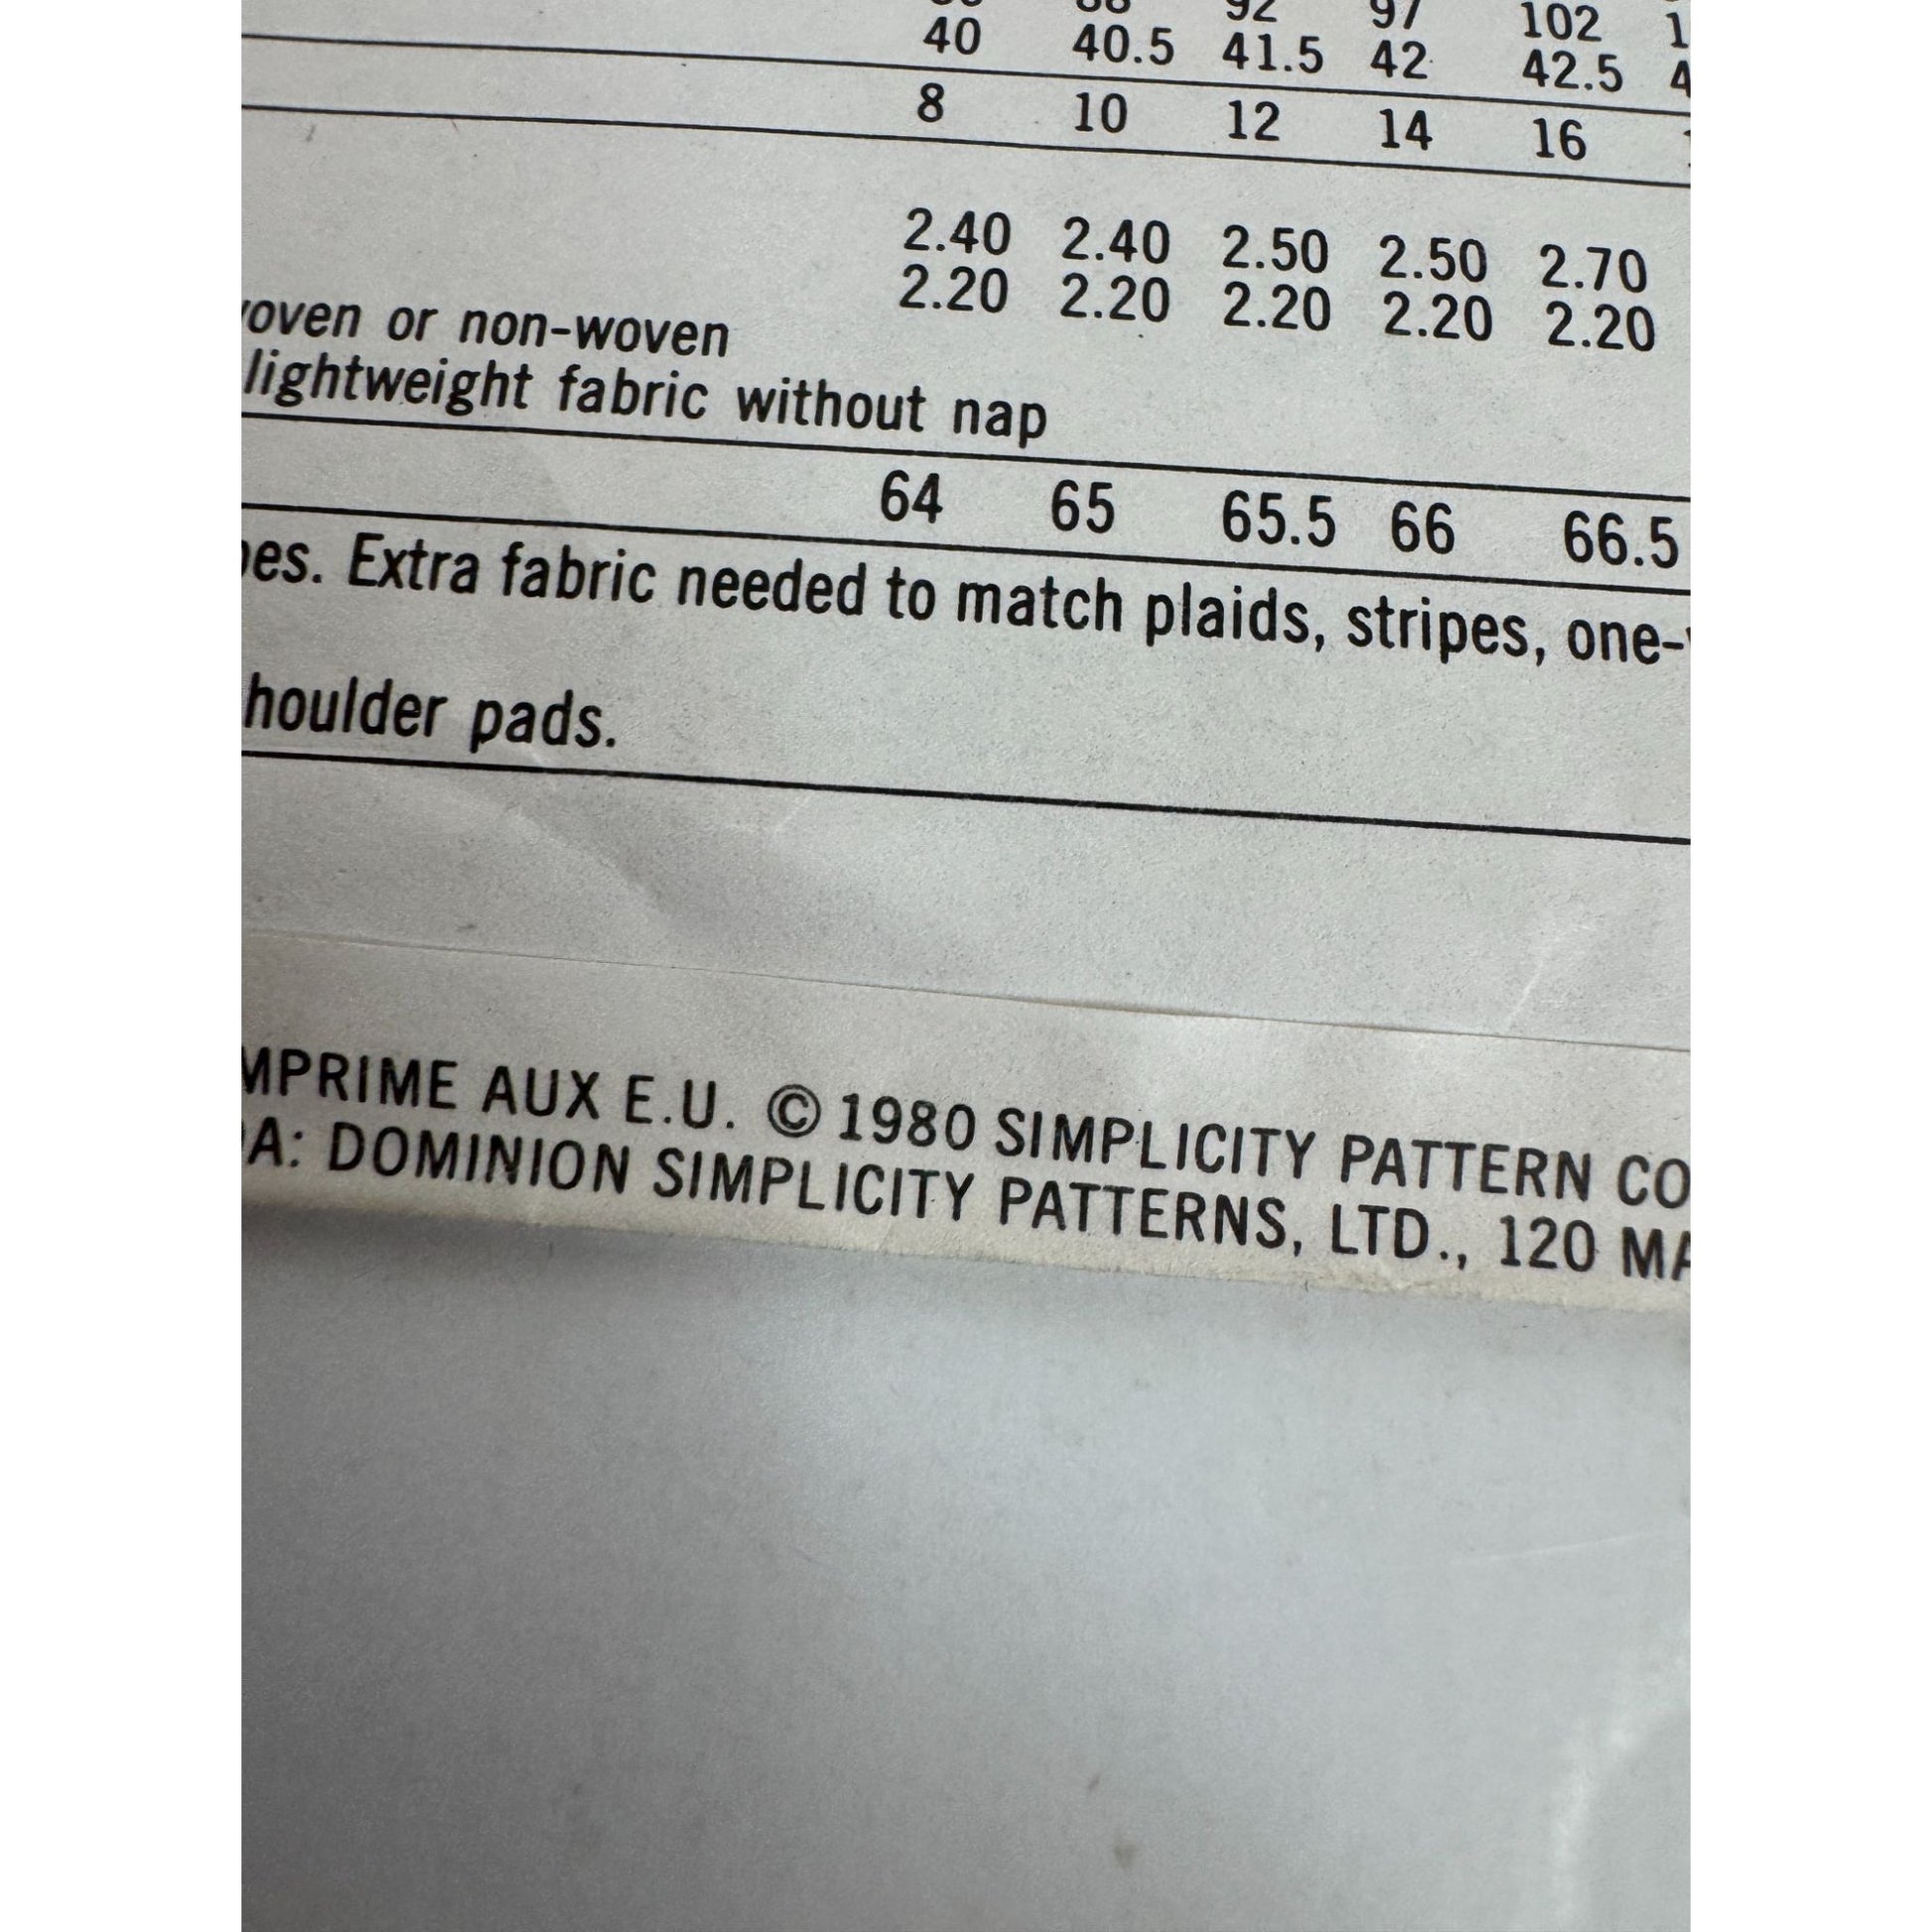 92 97 102
40 40.5 41.5 42 42.5
8 10 12 14 16
2.40 2.40 2.50 2.50 2.70
2.20 2.20 2.20 2.20 2.20
oven or non-woven
lightweight fabric without nap
64 65 65.5 66 66.5
es. Extra fabric needed to match plaids, stripes, one-
houlder pads.
MPRIME AUX E.U. © 1980 SIMPLICITY PATTERN CO
A: DOMINION SIMPLICITY PATTERNS, LTD., 120 MA